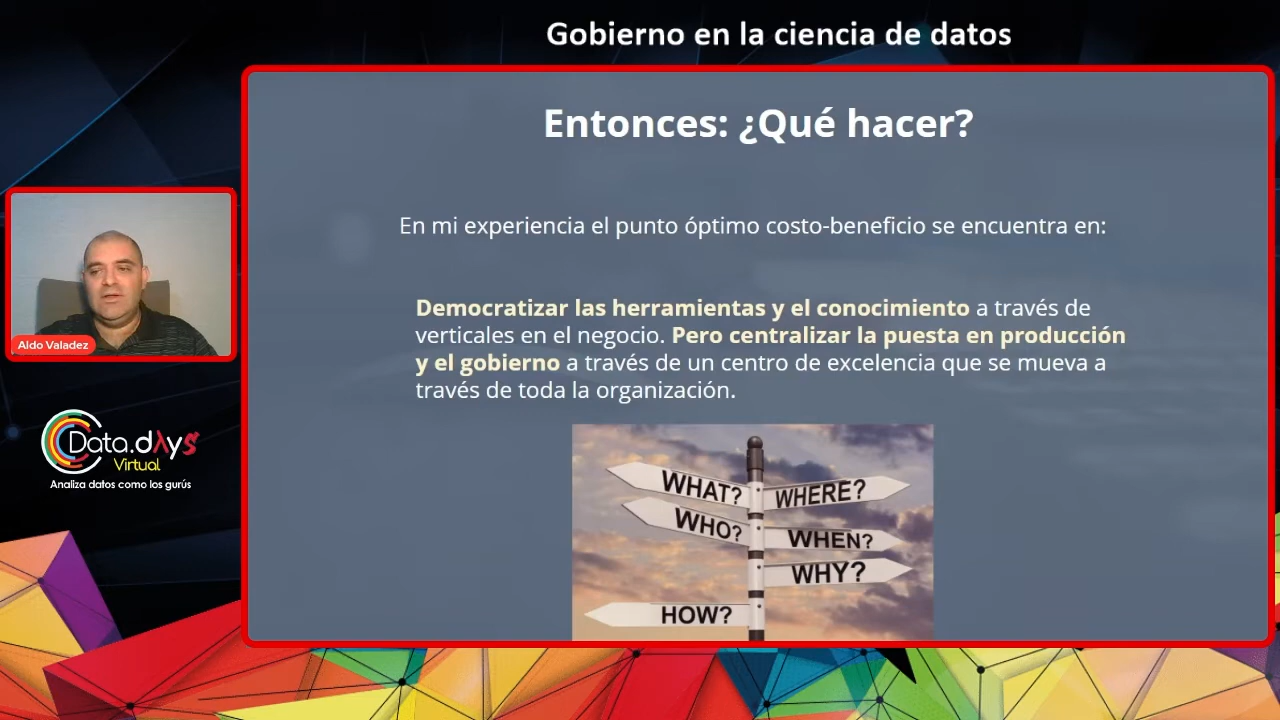 Gobierno en la ciencia de datos
Entonces: ¿Qué hacer?
En mi experiencia el punto óptimo costo-beneficio se encuentra en:
Democratizar las herramientas y el conocimiento a través de
verticales en el negocio. Pero centralizar la puesta en producción
y el gobierno a través de un centro de excelencia que se mueva a
través de toda la organización.
WHAT?
WHERE?
WHO?
WHEN?
WHY?
HOW?
Aldo Valadez
Data.dλys
Virtual
Analiza datos como los gurús